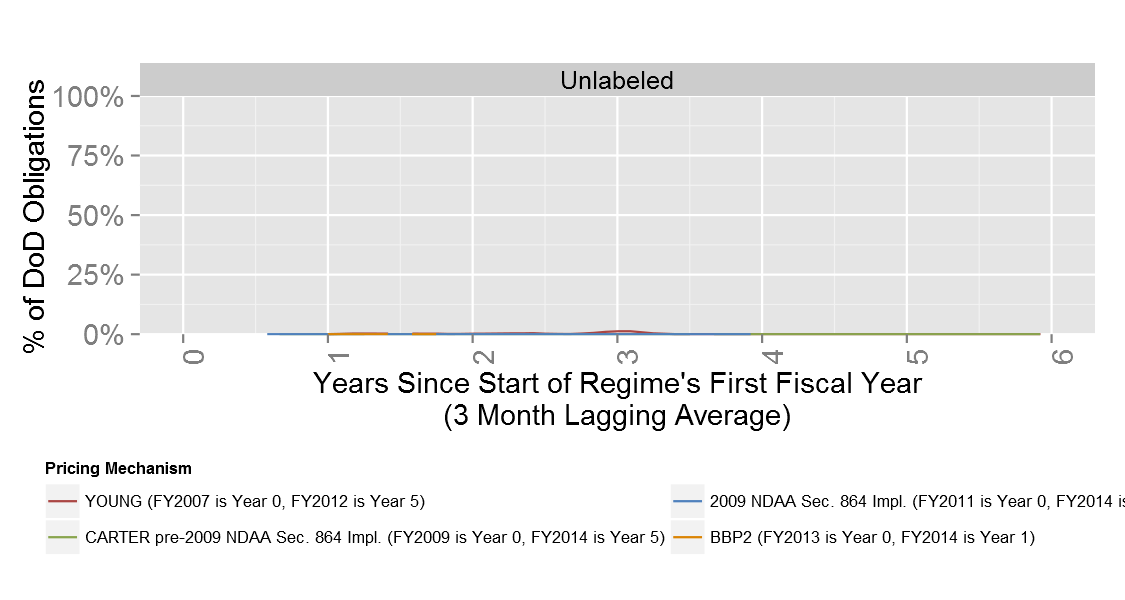 Unlabeled
% of DoD Obligations
100%
75%
50%
25%
0%
0
1
2
3
4
5
6
Years Since Start of Regime's First Fiscal Year
(3 Month Lagging Average)
Pricing Mechanism
YOUNG (FY2007 is Year 0, FY2012 is Year 5)
2009 NDAA Sec. 864 Impl. (FY2011 is Year 0, FY2014 is
CARTER pre-2009 NDAA Sec. 864 Impl. (FY2009 is Year 0, FY2014 is Year 5)
BBP2 (FY2013 is Year 0, FY2014 is Year 1)